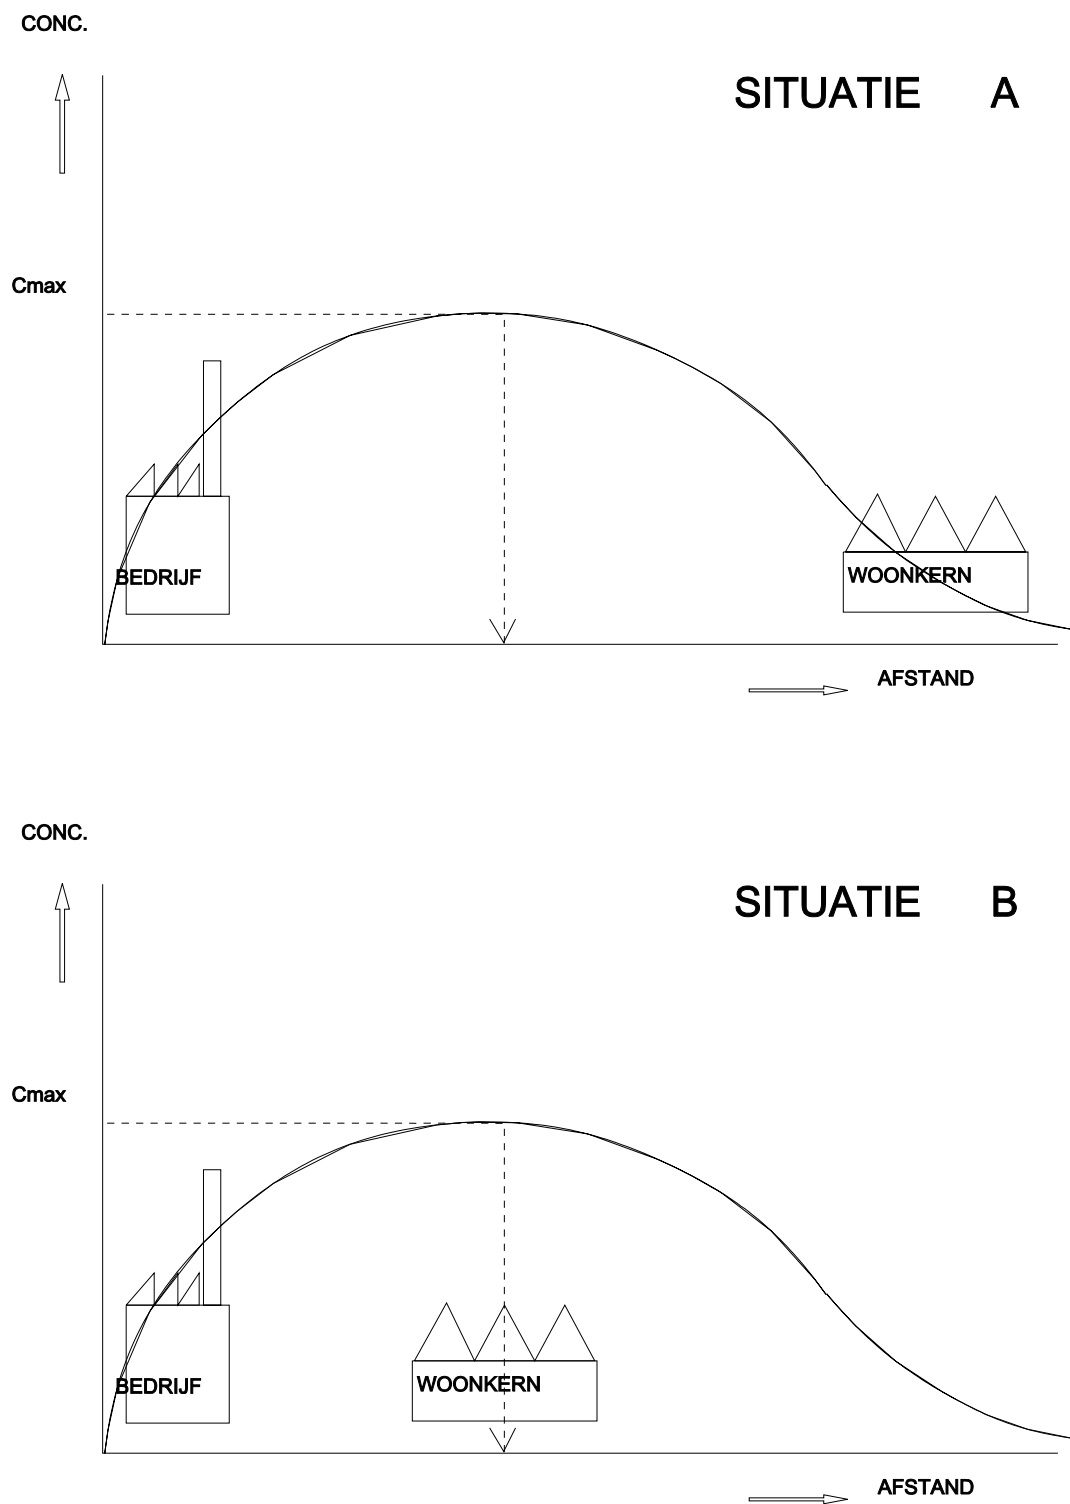 CONC.
SITUATIE A
Cmax
BEDRIJF
WOONKERN
AFSTAND
CONC.
SITUATIE B
Cmax
BEDRIJF
WOONKERN
AFSTAND